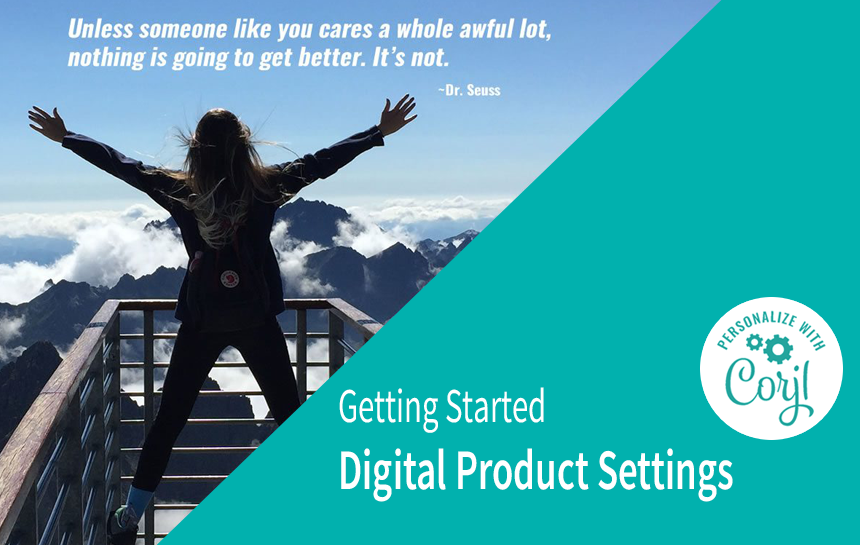 Unless someone like you cares a whole awful lot,
nothing is going to get better. It's not.
~Dr. Seuss
PERSONALIZE WITH
Corjl
Getting Started
Digital Product Settings